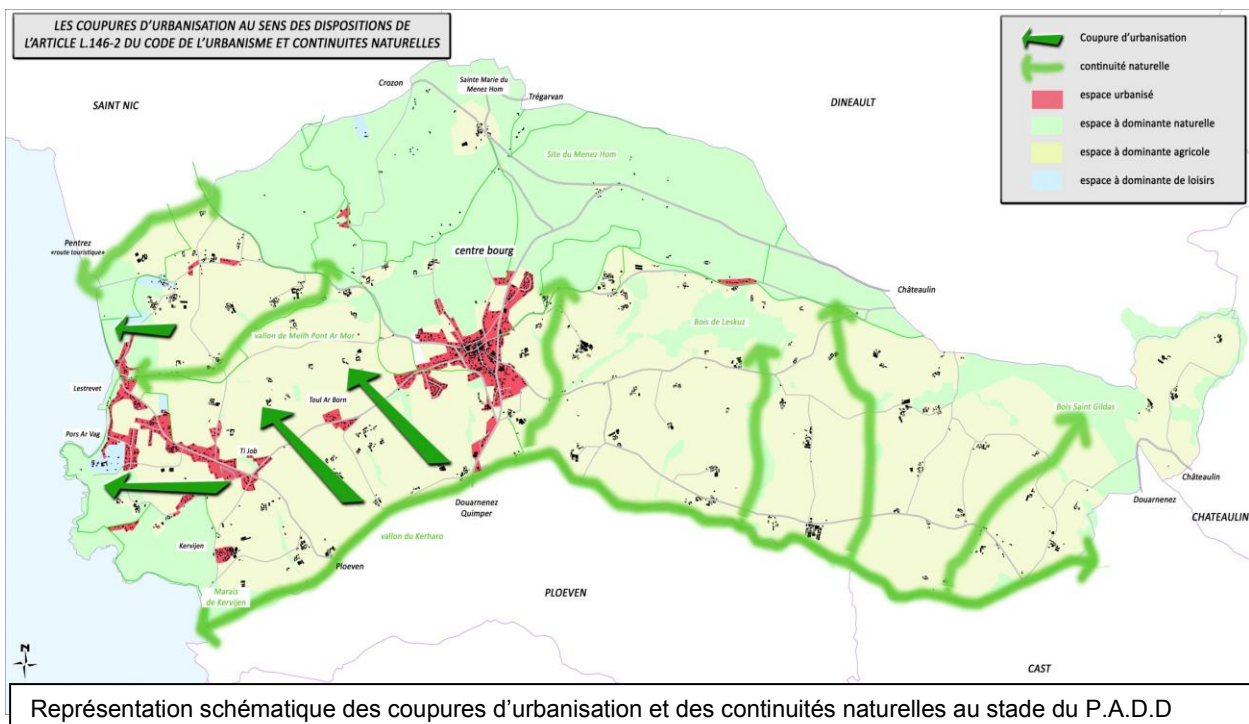 LES COUPURES D'URBANISATION AU SENS DES DISPOSITIONS DE
L'ARTICLE L.146-2 DU CODE DE L'URBANISME ET CONTINUITES NATURELLES
Coupure d'urbanisation
continuité naturelle
espace urbanisé
espace à dominante naturelle
espace à dominante agricole
espace à dominante de loisirs
SAINT NIC
Crozon
Sainte Marie du
Menez Hom
Trégarvan
DINEAULT
Site du Menez Hom
Pentrez
«route touristique»
centre bourg
Châteaulin
vallon de Meilh Pont Ar Mor
Bois de Leskuz
Lestrevet
Taul Ar Born
Bois Saint Gildas
Pors Ar Vag
Ti Job
Châteaulin
Douarnenez
CHATEAULIN
Douarnenez
Quimper
vallon du Kerharo
Kervijen
Ploeven
Marais
de Kervijen
PLOEVEN
N
CAST
Représentation schématique des coupures d'urbanisation et des continuités naturelles au stade du P.A.D.D